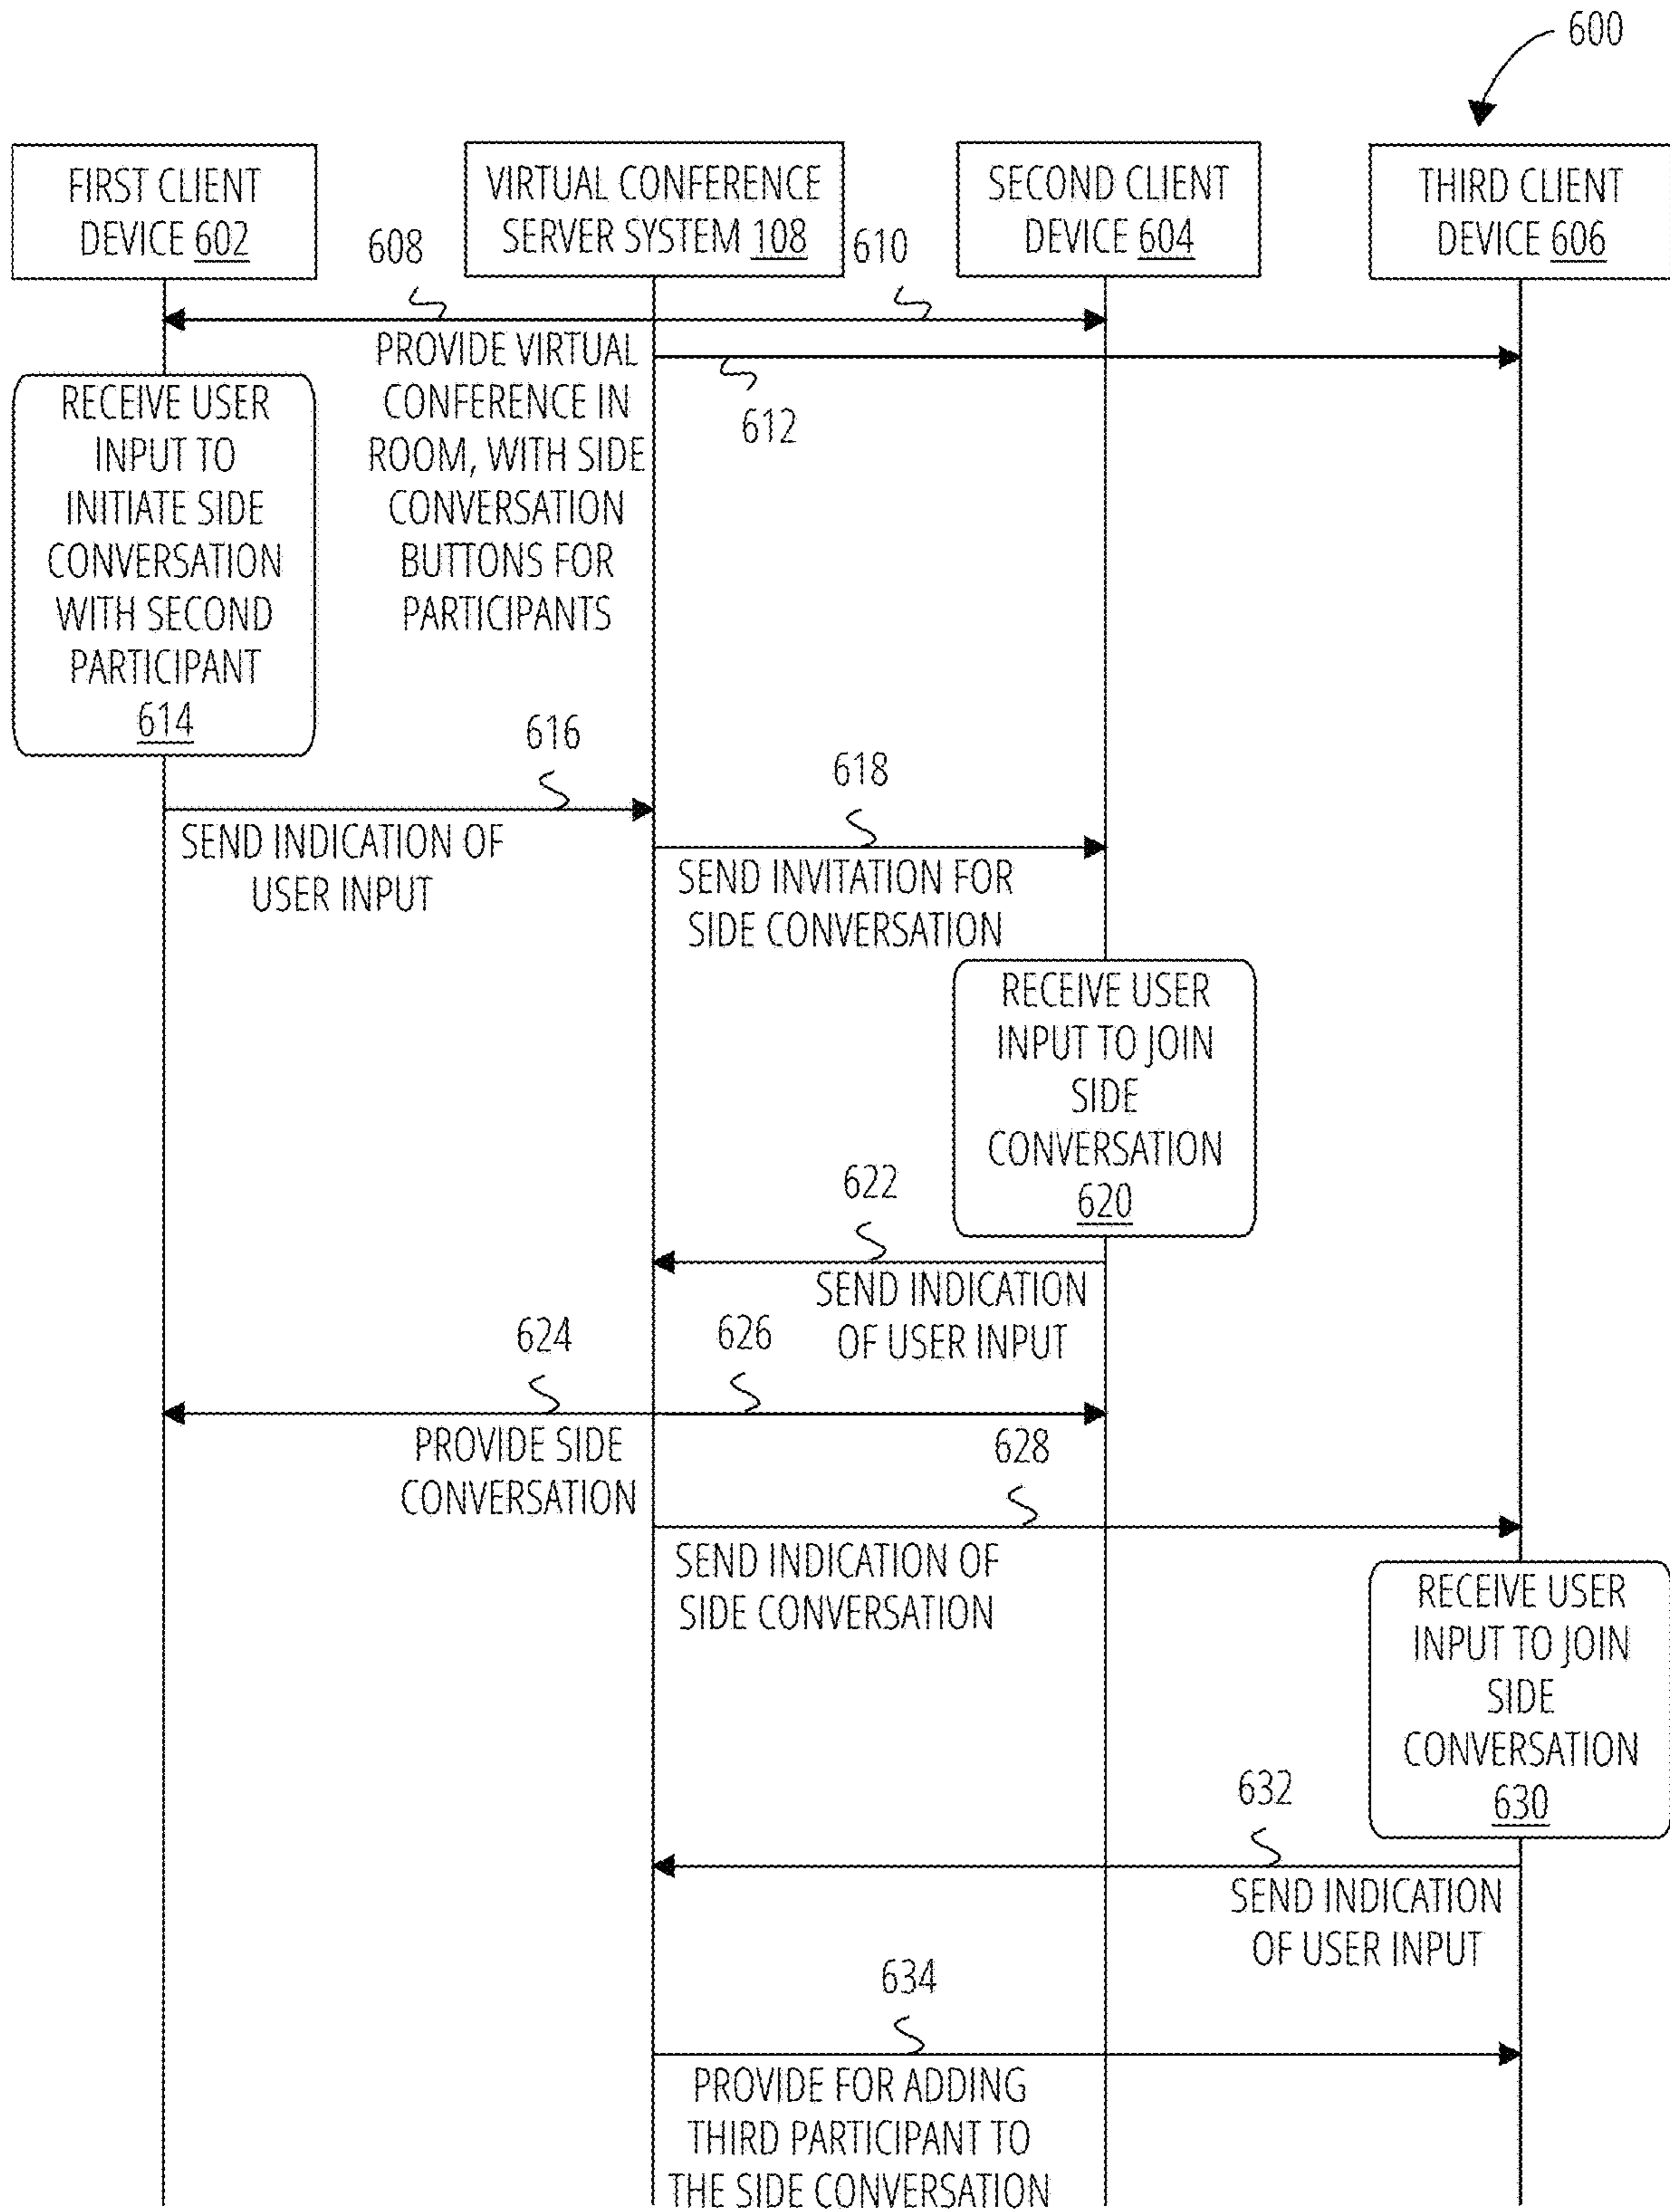 600
FIRST CLIENT
DEVICE 602
VIRTUAL CONFERENCE
SERVER SYSTEM 108
SECOND CLIENT
DEVICE 604
THIRD CLIENT
DEVICE 606
608
610
PROVIDE VIRTUAL
CONFERENCE IN
ROOM, WITH SIDE
CONVERSATION
BUTTONS FOR
PARTICIPANTS
612
RECEIVE USER
INPUT TO
INITIATE SIDE
CONVERSATION
WITH SECOND
PARTICIPANT
614
616
SEND INDICATION OF
USER INPUT
618
SEND INVITATION FOR
SIDE CONVERSATION
RECEIVE USER
INPUT TO JOIN
SIDE
CONVERSATION
620
622
SEND INDICATION
OF USER INPUT
624
626
PROVIDE SIDE
CONVERSATION
628
SEND INDICATION OF
SIDE CONVERSATION
RECEIVE USER
INPUT TO JOIN
SIDE
CONVERSATION
630
632
SEND INDICATION
OF USER INPUT
634
PROVIDE FOR ADDING
THIRD PARTICIPANT TO
THE SIDE CONVERSATION